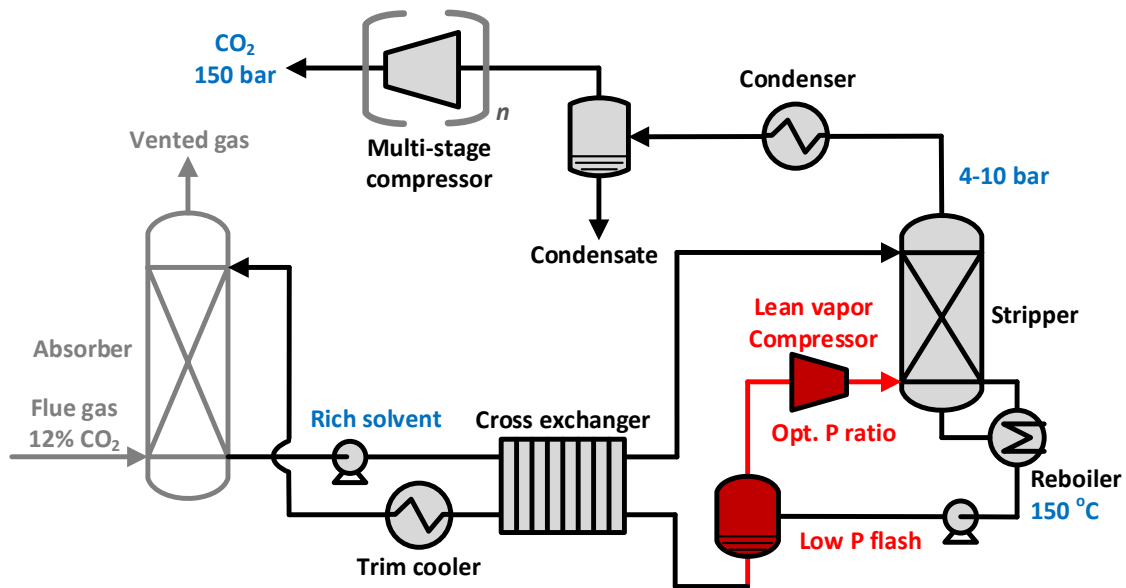 CO₂
150 bar
n
Multi-stage
compressor
Condenser
4-10 bar
Vented gas
Condensate
Absorber
Flue gas
12% CO₂
Rich solvent
Cross exchanger
Trim cooler
Lean vapor
Compressor
Opt. P ratio
Stripper
Low P flash
Reboiler
150 °C